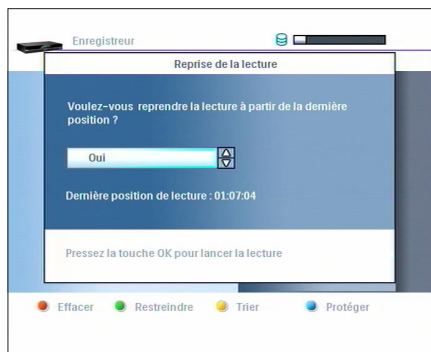 Enregistreur
Reprise de la lecture
Voulez-vous reprendre la lecture à partir de la dernière
position ?
Oui
Dernière position de lecture : 01:07:04
Pressez la touche OK pour lancer la lecture
Effacer Restreindre Trier Protéger